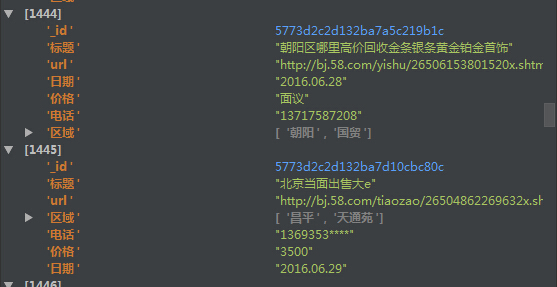 [1444]
'_id' 5773d2c2d132ba7a5c219b1c
'标题' "朝阳区哪里高价回收金条银条黄金铂金首饰"
'url' "http://bj.58.com/yishu/26506153801520x.shtm
'日期' "2016.06.28"
'价格' "面议"
'电话' "13717587208"
'区域' [ '朝阳', '国贸']
[1445]
'_id' 5773d2c2d132ba7d10cbc80c
'标题' "北京当面出售大e"
'url' "http://bj.58.com/tiaozao/26504862269632x.sh
'区域' [ '昌平', '天通苑']
'电话' "1369353****"
'价格' "3500"
'日期' "2016.06.29"
[1446]